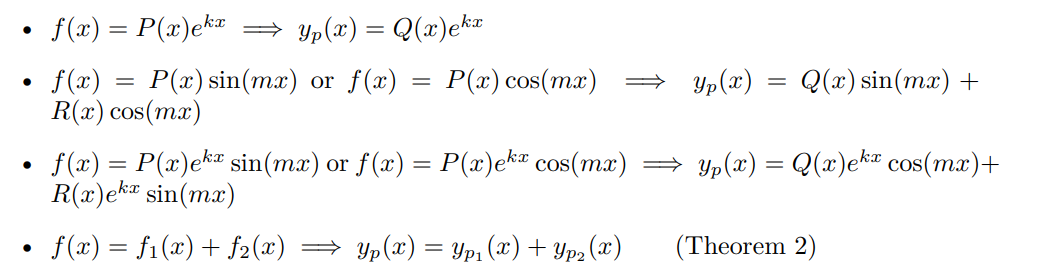 • f(x) = P(x)e^{kx} ⟹ y_p(x) = Q(x)e^{kx}
• f(x) = P(x) sin(mx) or f(x) = P(x) cos(mx) ⟹ y_p(x) = Q(x) sin(mx) +
R(x) cos(mx)
• f(x) = P(x)e^{kx} sin(mx) or f(x) = P(x)e^{kx} cos(mx) ⟹ y_p(x) = Q(x)e^{kx} cos(mx)+
R(x)e^{kx} sin(mx)
• f(x) = f_1(x) + f_2(x) ⟹ y_p(x) = y_{p_1}(x) + y_{p_2}(x) (Theorem 2)